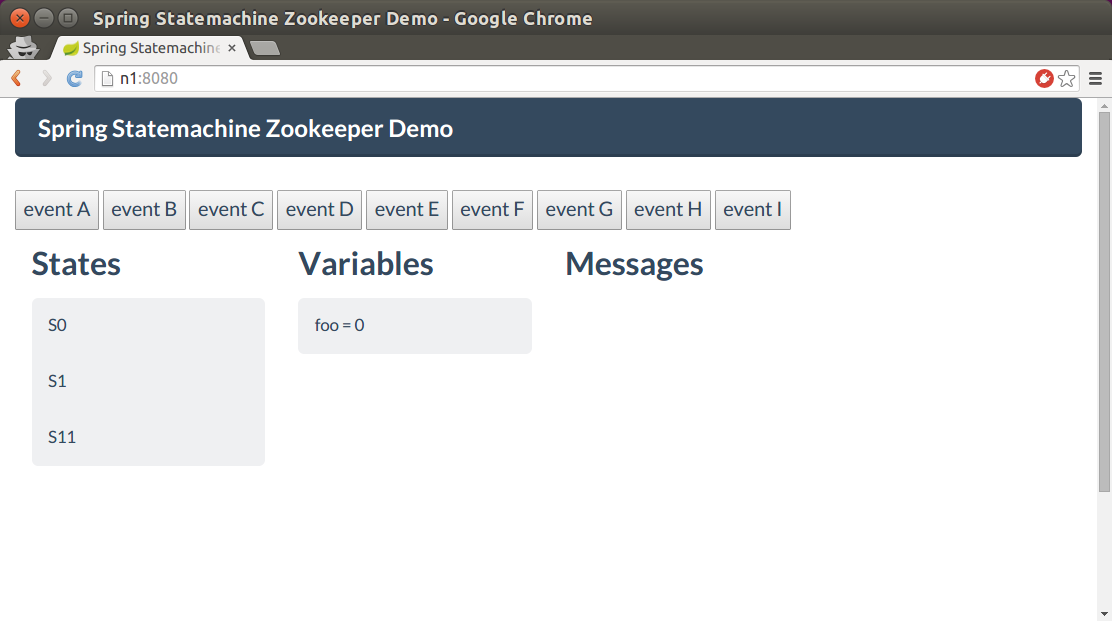 Spring Statemachine Zookeeper Demo - Google Chrome
Spring Statemachine
n1:8080
Spring Statemachine Zookeeper Demo
event A event B event C event D event E event F event G event H event I
States Variables Messages
S0 foo = 0
S1
S11